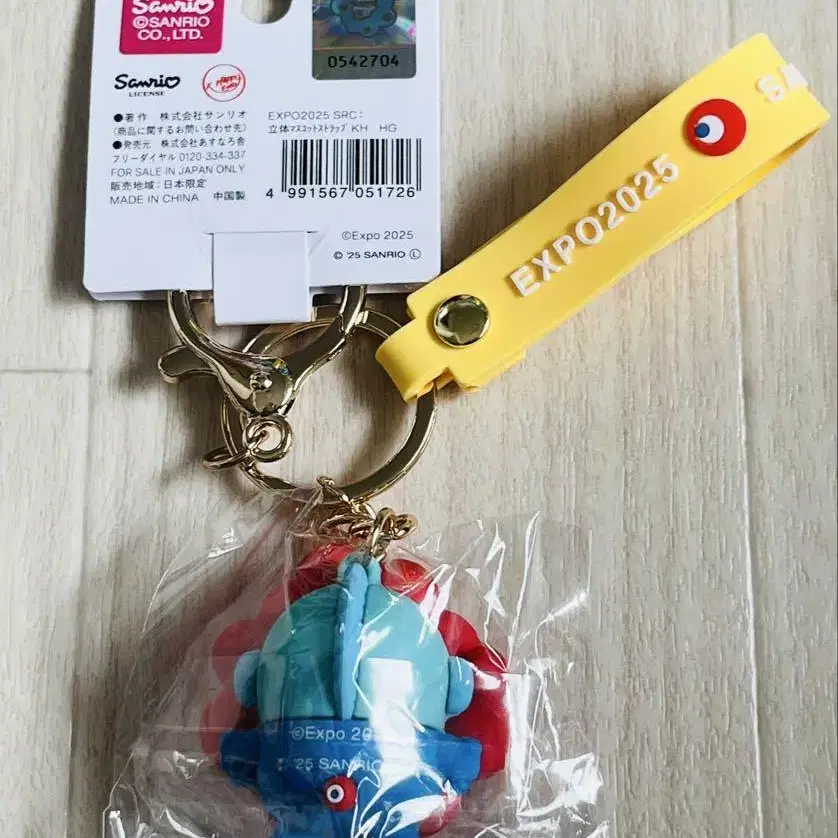 Sanrio
©SANRIO
CO., LTD.
0542704
Sanrio
LICENSE
●著作 株式会社サンリオ
(商品に関するお問い合わせ先)
●発売元 株式会社あすなろ舎
フリーダイヤル 0120-334-337
FOR SALE IN JAPAN ONLY
販売地域:日本限定
MADE IN CHINA 中国製
EXPO2025 SRC:
立体マスコットストラップ KH HG
4 991567 051726
©Expo 2025
© '25 SANRIO Ⓛ
EXPO2025
©Expo 20
'25 SANRIO